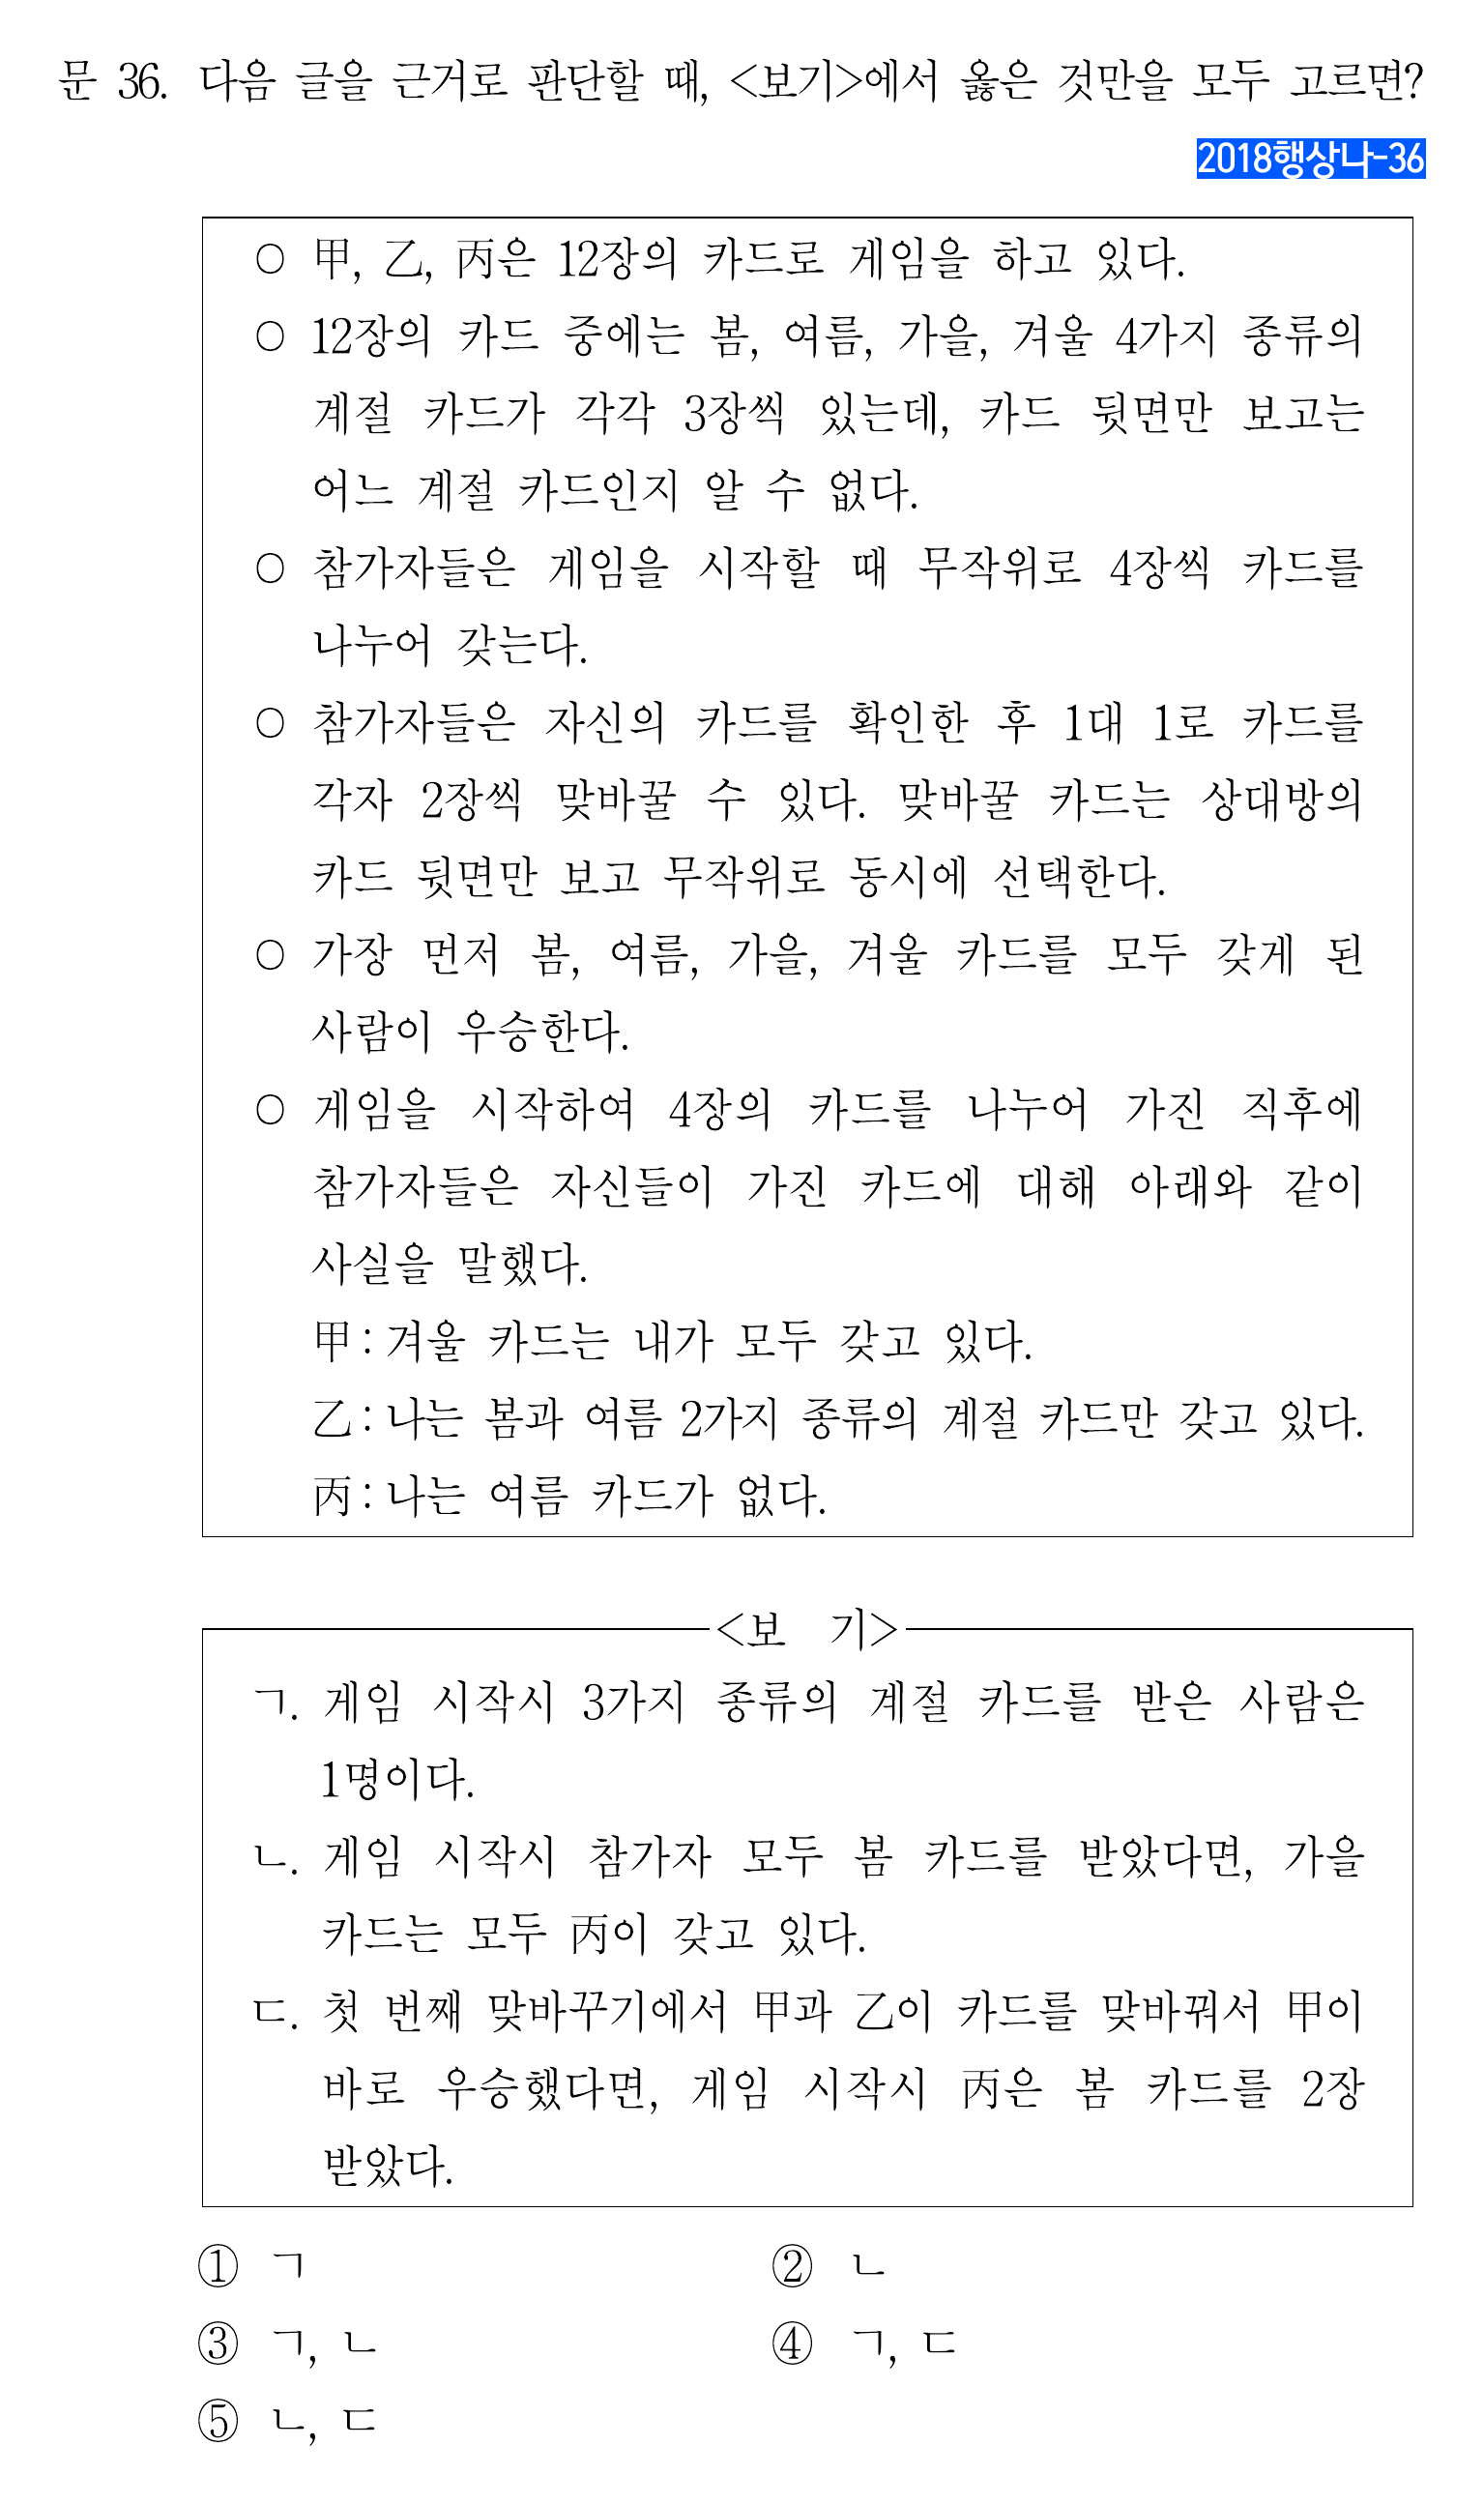 문 36. 다음 글을 근거로 판단할 때, <보기>에서 옳은 것만을 모두 고르면?
2018행상나-36
○ 甲, 乙, 丙은 12장의 카드로 게임을 하고 있다.
○ 12장의 카드 중에는 봄, 여름, 가을, 겨울 4가지 종류의
계절 카드가 각각 3장씩 있는데, 카드 뒷면만 보고는
어느 계절 카드인지 알 수 없다.
○ 참가자들은 게임을 시작할 때 무작위로 4장씩 카드를
나누어 갖는다.
○ 참가자들은 자신의 카드를 확인한 후 1대 1로 카드를
각자 2장씩 맞바꿀 수 있다. 맞바꿀 카드는 상대방의
카드 뒷면만 보고 무작위로 동시에 선택한다.
○ 가장 먼저 봄, 여름, 가을, 겨울 카드를 모두 갖게 된
사람이 우승한다.
○ 게임을 시작하여 4장의 카드를 나누어 가진 직후에
참가자들은 자신들이 가진 카드에 대해 아래와 같이
사실을 말했다.
甲 : 겨울 카드는 내가 모두 갖고 있다.
乙 : 나는 봄과 여름 2가지 종류의 계절 카드만 갖고 있다.
丙 : 나는 여름 카드가 없다.
<보 기>
ㄱ. 게임 시작시 3가지 종류의 계절 카드를 받은 사람은
1명이다.
ㄴ. 게임 시작시 참가자 모두 봄 카드를 받았다면, 가을
카드는 모두 丙이 갖고 있다.
ㄷ. 첫 번째 맞바꾸기에서 甲과 乙이 카드를 맞바꿔서 甲이
바로 우승했다면, 게임 시작시 丙은 봄 카드를 2장
받았다.
① ㄱ ② ㄴ
③ ㄱ, ㄴ ④ ㄱ, ㄷ
⑤ ㄴ, ㄷ